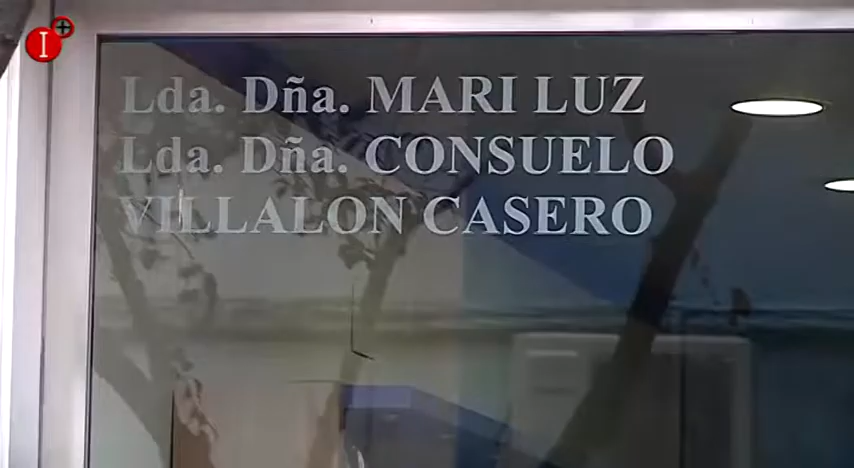 I+
Lda. Dña. MARI LUZ
Lda. Dña. CONSUELO
VILLALON CASERO